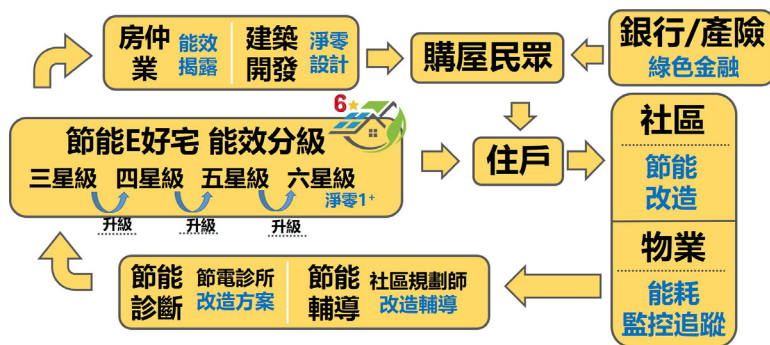 房仲業 能效揭露
建築開發 淨零設計
購屋民眾
銀行/產險
綠色金融
6
節能E好宅 能效分級
三星級 四星級 五星級 六星級
淨零1+
升級 升級 升級
住戶
社區
節能
改造
物業
能耗
監控追蹤
節能診斷 節電診所
改造方案
節能輔導 社區規劃師
改造輔導